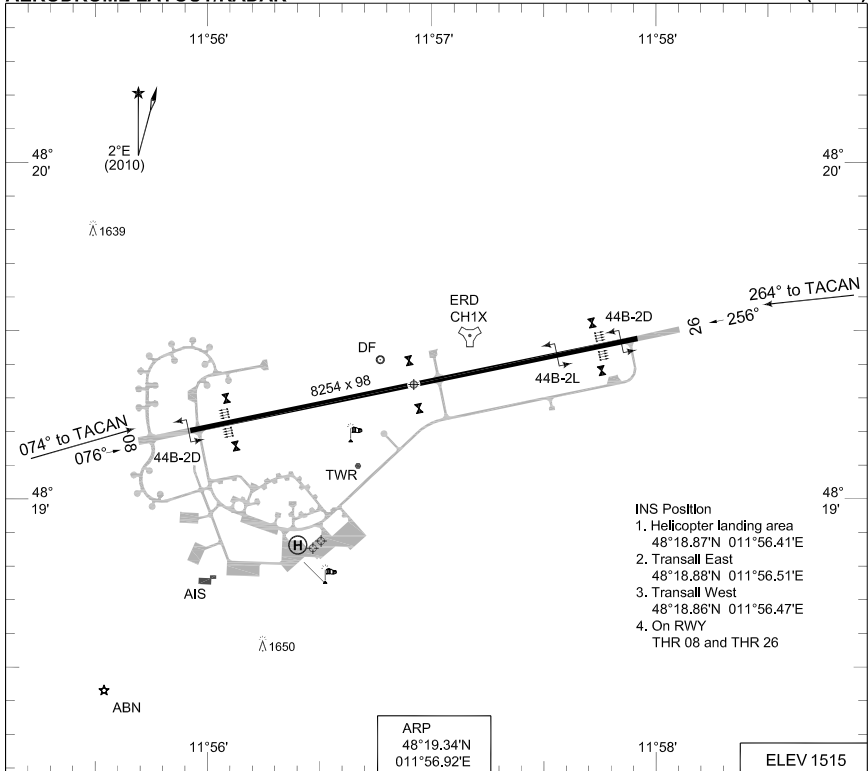 11°56' 11°57' 11°58'
48° 20'
48° 20'
2°E
(2010)
1639
ERD
CH1X
264° to TACAN
44B-2D
26
256°
DF
44B-2L
8254 x 98
074° to TACAN
076°
08
44B-2D
TWR
48° 19'
48° 19'
INS Position
1. Helicopter landing area
48°18.87'N 011°56.41'E
2. Transall East
48°18.88'N 011°56.51'E
3. Transall West
48°18.86'N 011°56.47'E
4. On RWY
THR 08 and THR 26
H
AIS
1650
ABN
ARP
48°19.34'N
011°56,92'E
11°56' 11°58'
ELEV 1515